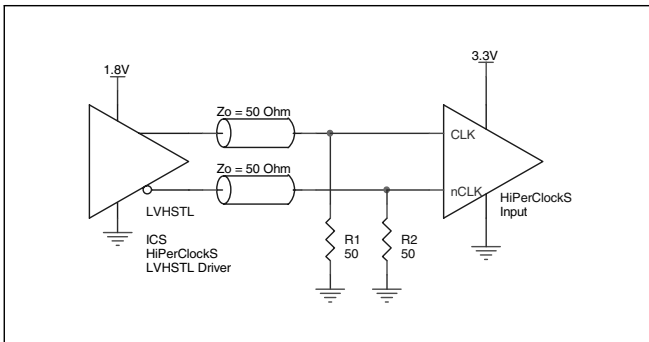 1.8V
3.3V
Zo = 50 Ohm
CLK
Zo = 50 Ohm
nCLK
HiPerClockS
Input
LVHSTL
ICS
HiPerClockS
LVHSTL Driver
R1
50
R2
50